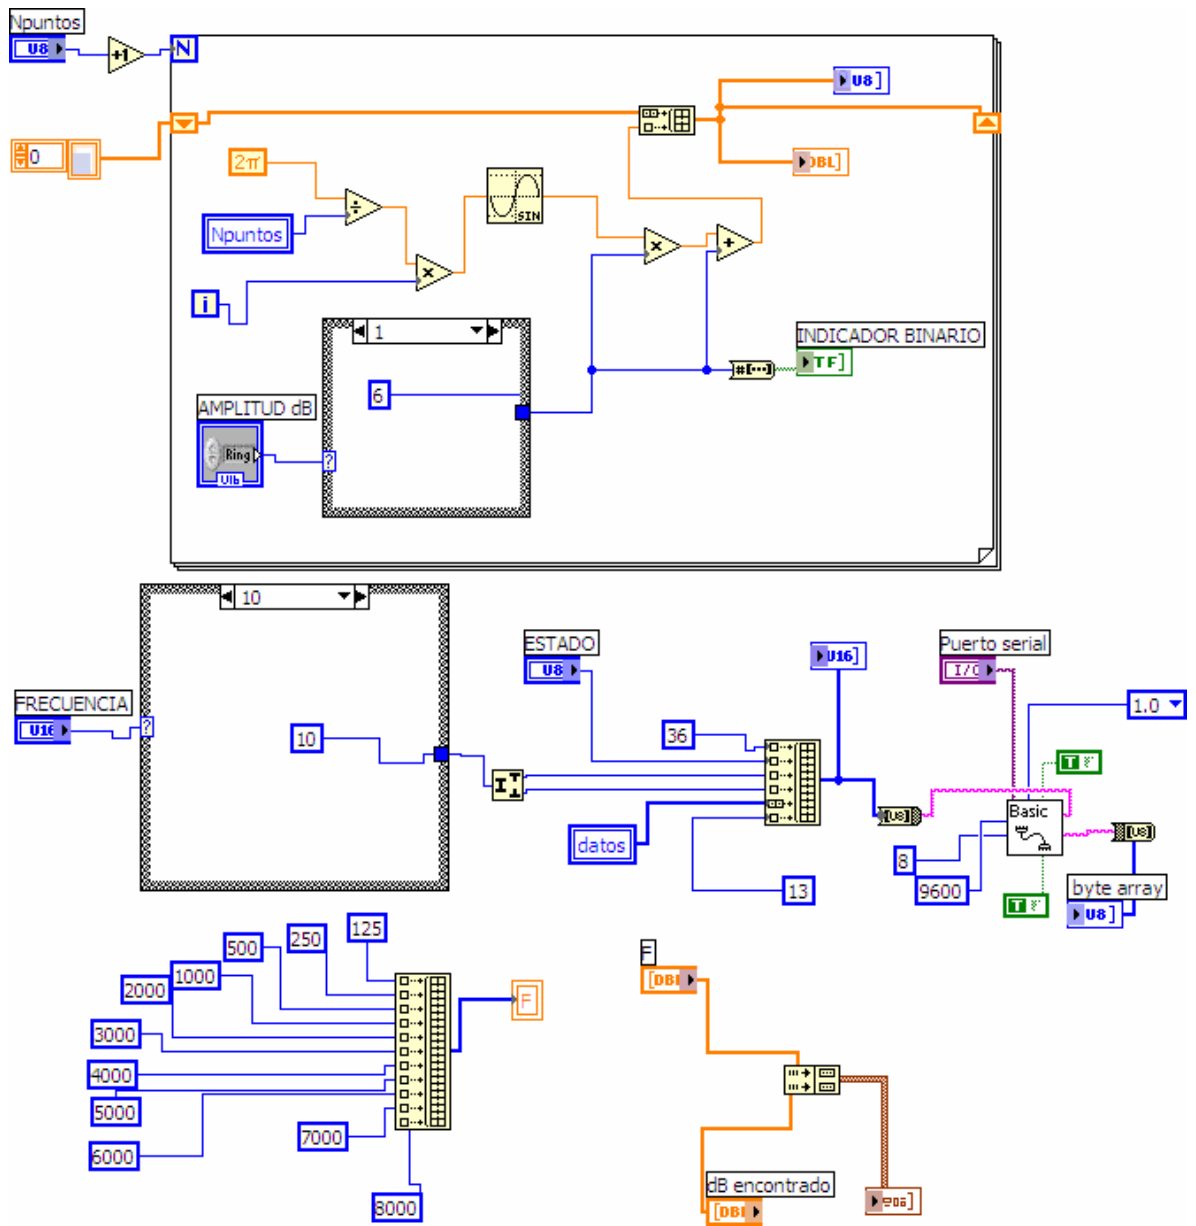 Npuntos
U8
+1
N
U8]
0
DBL]
2π
÷
SIN
Npuntos
×
+
×
i
1
INDICADOR BINARIO
#[...]
TF]
6
AMPLITUD dB
Ring
U16
?
10
ESTADO
U8
U16]
Puerto serial
I/O
1.0
FRECUENCIA
U16
?
10
36
T
I
[U8]
Basic
[U8]
datos
8
13
9600
byte array
T
U8]
125
250
500
1000
F
F
[DBL
2000
3000
4000
5000
7000
6000
dB encontrado
8000
[DBL